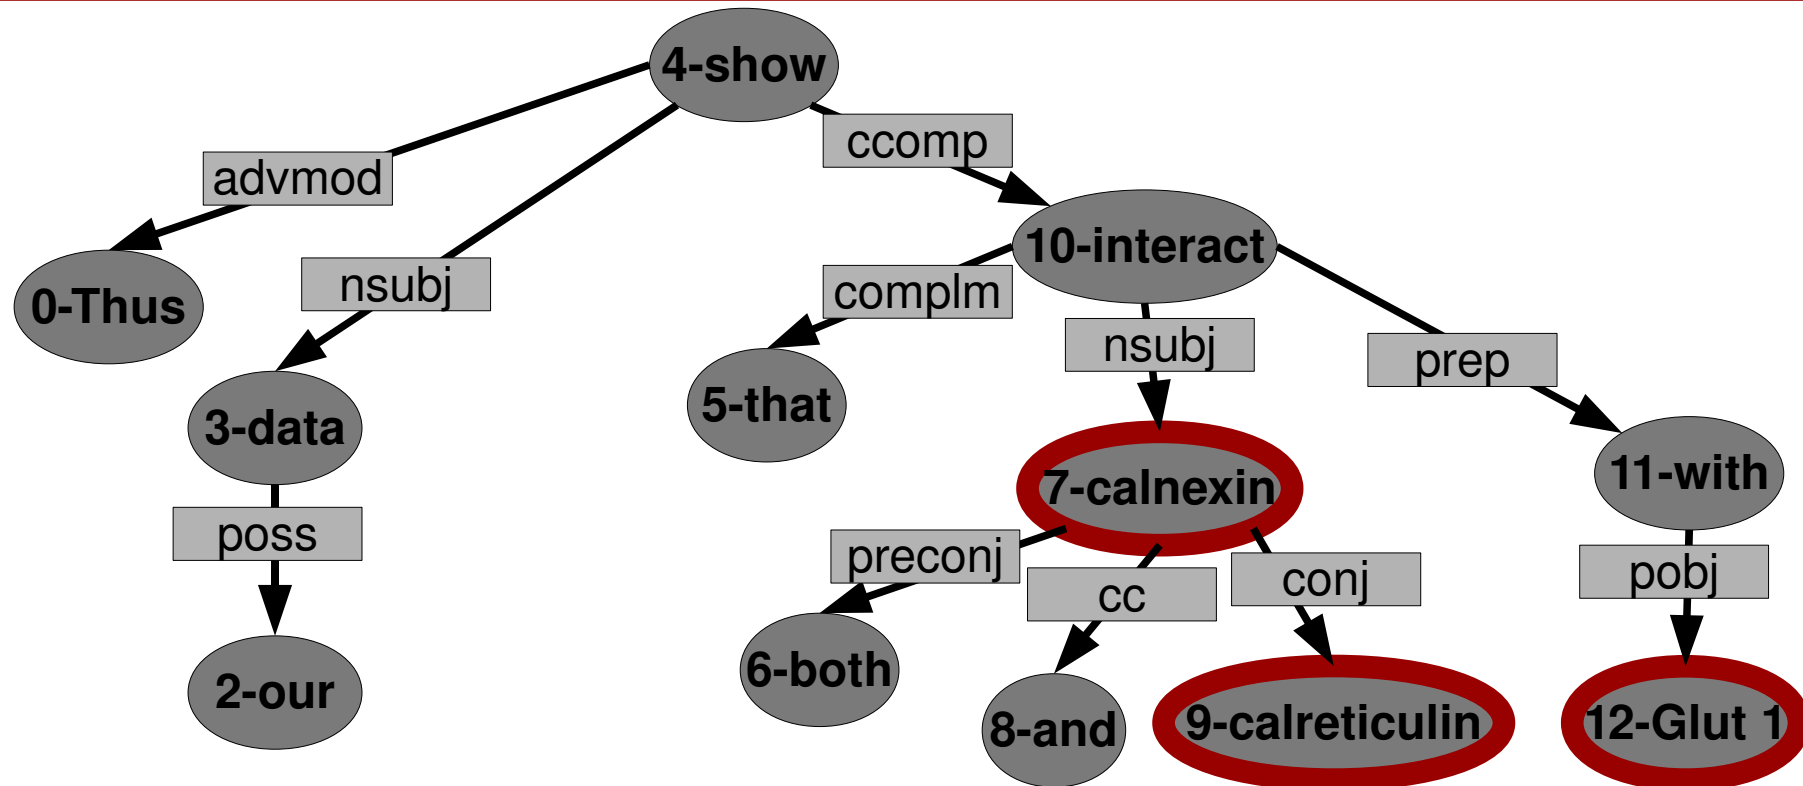 4-show
ccomp
advmod
10-interact
nsubj
complm
0-Thus
nsubj
prep
5-that
3-data
11-with
7-calnexin
poss
preconj
cc
conj
pobj
6-both
2-our
8-and
9-calreticulin
12-Glut 1